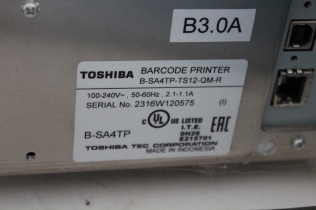 B3.0A
TOSHIBA BARCODE PRINTER
B-SA4TP-TS12-QM-R
100-240V~, 50-60Hz, 2.1-1.1A
SERIAL No. 2316W120575 (I)
B-SA4TP
C UL US LISTED EAC
I.T.E.
9H26
E215701
TOSHIBA TEC CORPORATION
MADE IN INDONESIA